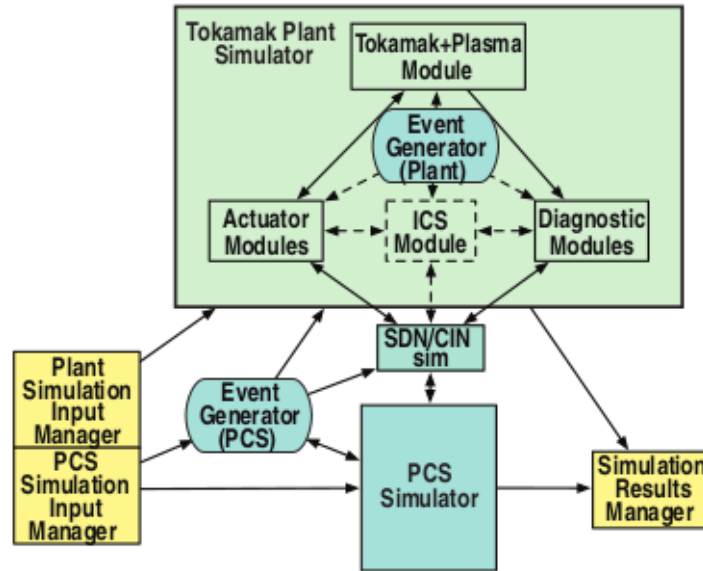 Tokamak Plant
Simulator
Tokamak+Plasma
Module
Event
Generator
(Plant)
Actuator
Modules
ICS
Module
Diagnostic
Modules
SDN/CIN
sim
Plant
Simulation
Input
Manager
Event
Generator
(PCS)
PCS
Simulation
Input
Manager
PCS
Simulator
Simulation
Results
Manager